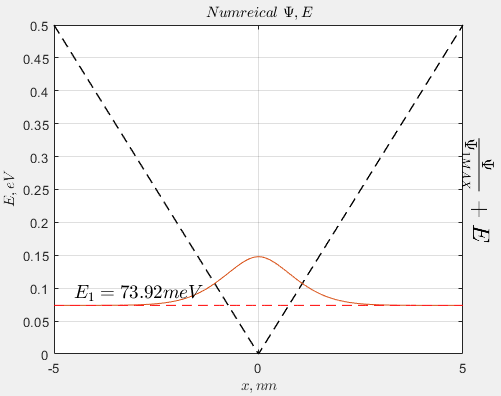 Numreical Ψ, E
0.5
0.45
0.4
0.35
0.3
0.25
0.2
0.15
0.1
0.05
0
E, eV
E₁ = 73.92meV
-5
0
5
x, nm
Ψ
Ψ₁MAX
+ E